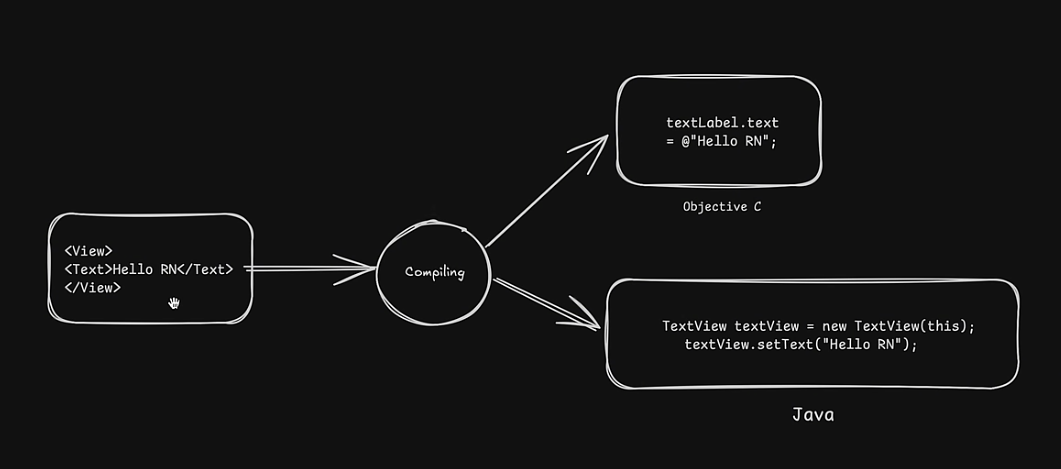 <View>
<Text>Hello RN</Text>
</View>
Compiling
textLabel.text
= @"Hello RN";
Objective C
TextView textView = new TextView(this);
textView.setText("Hello RN");
Java